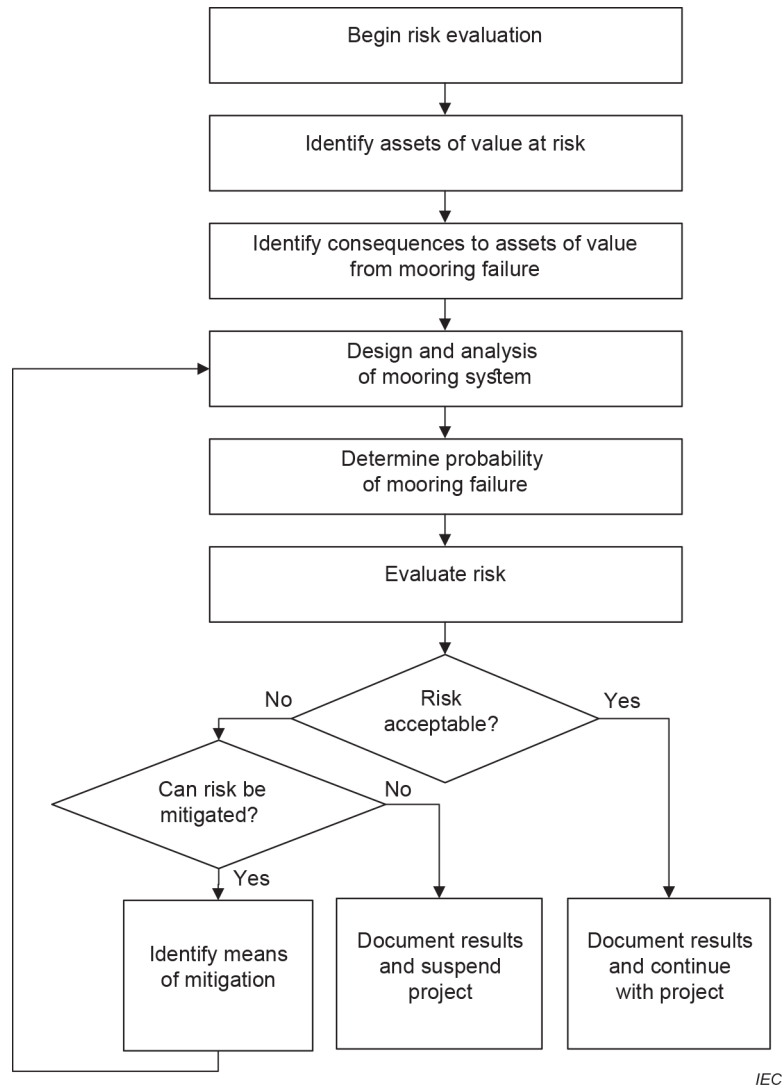 Begin risk evaluation
Identify assets of value at risk
Identify consequences to assets of value
from mooring failure
Design and analysis
of mooring system
Determine probability
of mooring failure
Evaluate risk
Risk
acceptable?
No
Yes
Can risk be
mitigated?
No
Yes
Identify means
of mitigation
Document results
and suspend
project
Document results
and continue
with project
IEC